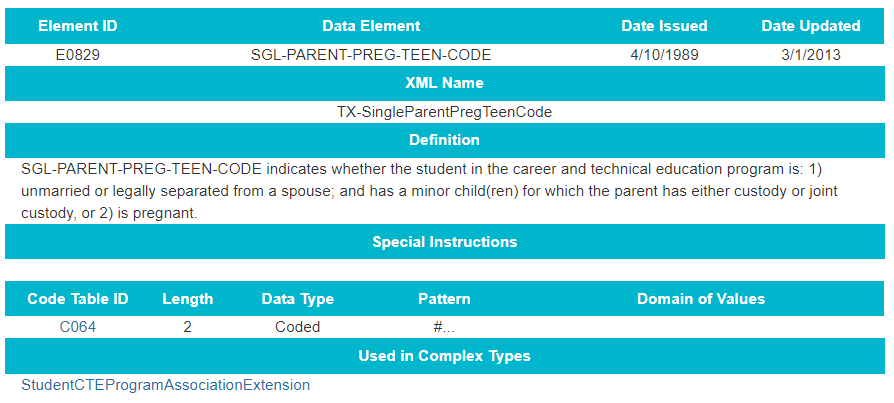 Element ID Data Element Date Issued Date Updated
E0829 SGL-PARENT-PREG-TEEN-CODE 4/10/1989 3/1/2013
XML Name
TX-SingleParentPregTeenCode
Definition
SGL-PARENT-PREG-TEEN-CODE indicates whether the student in the career and technical education program is: 1)
unmarried or legally separated from a spouse; and has a minor child(ren) for which the parent has either custody or joint
custody, or 2) is pregnant.
Special Instructions
Code Table ID Length Data Type Pattern Domain of Values
C064 2 Coded #...
Used in Complex Types
StudentCTEProgramAssociationExtension